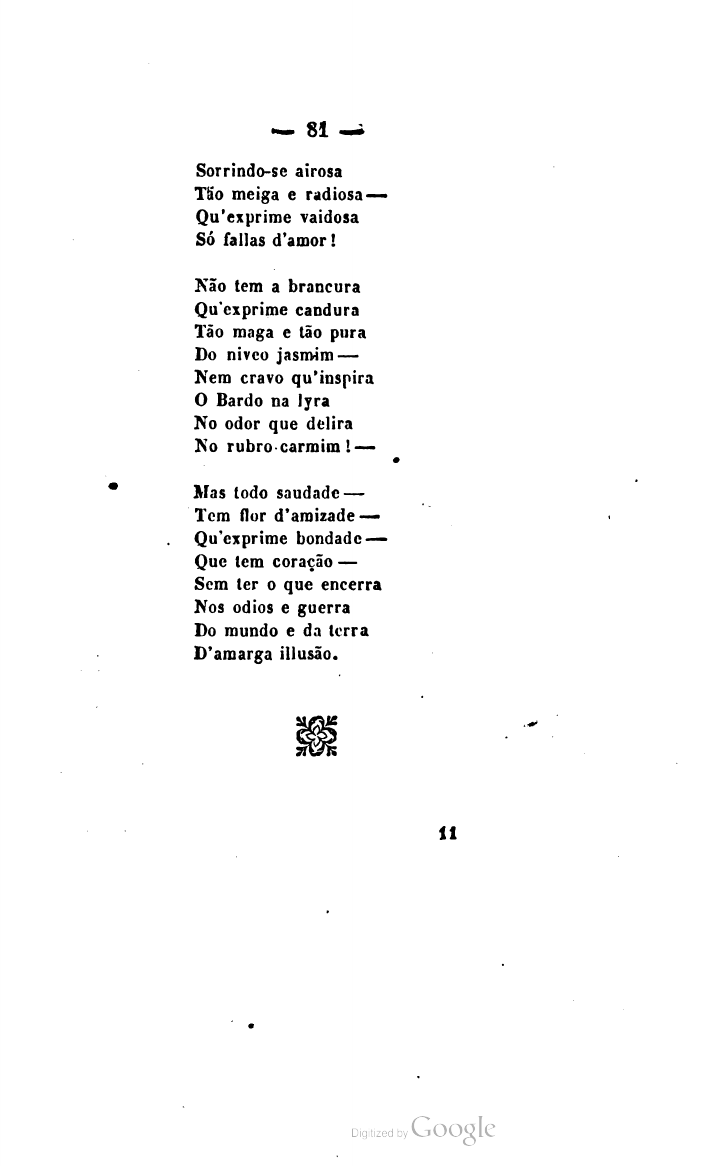 — 81 —
Sorrindo-se airosa
Tão meiga e radiosa—
Qu'exprime vaidosa
Só fallas d'amor!
Não tem a brancura
Qu'exprime candura
Tão maga e tão pura
Do niveo jasmim—
Nem cravo qu'inspira
O Bardo na lyra
No odor que delira
No rubro carmim!—
Mas todo saudade—
Tem flor d'amizade—
Qu'exprime bondade—
Que tem coração—
Sem ter o que encerra
Nos odios e guerra
Do mundo e da terra
D'amarga illusão.
11
Digitized by Google